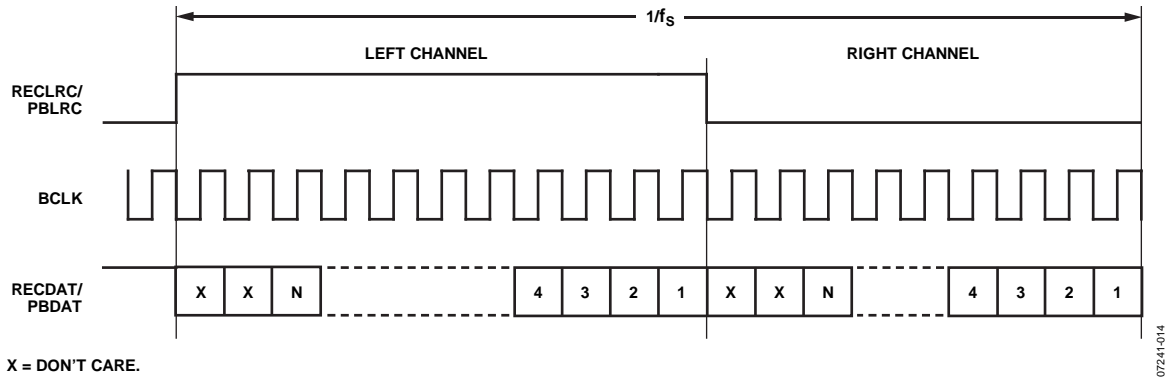 1/fS
LEFT CHANNEL
RIGHT CHANNEL
RECLRC/
PBLRC
BCLK
RECDAT/
PBDAT
X X N 4 3 2 1 X X N 4 3 2 1
X = DON'T CARE.
07241-014